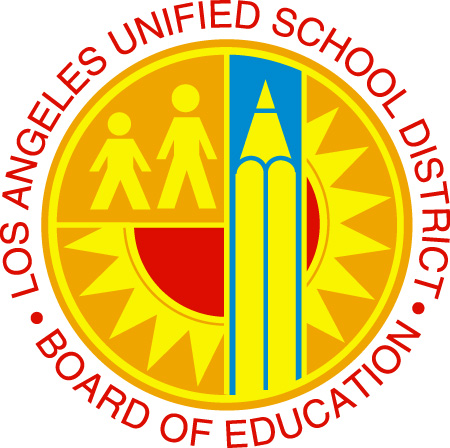 LOS ANGELES UNIFIED SCHOOL DISTRICT
• BOARD OF EDUCATION •